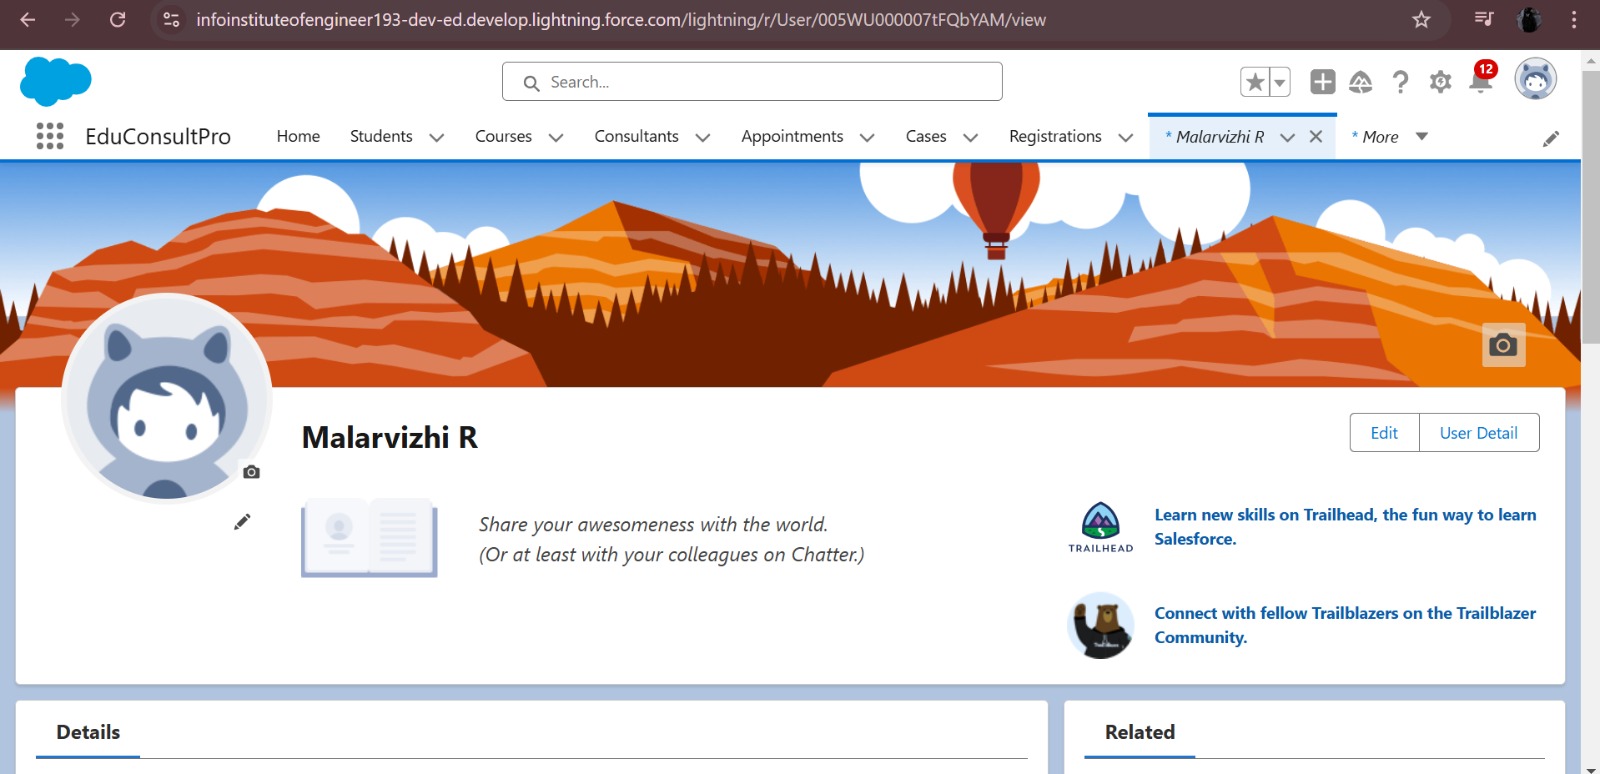 infoinstituteofengineer193-dev-ed.develop.lightning.force.com/lightning/r/User/005WU000007tFQbYAM/view
Search...
12
EduConsultPro
Home
Students
Courses
Consultants
Appointments
Cases
Registrations
* Malarvizhi R
* More
Malarvizhi R
Edit
User Detail
Share your awesomeness with the world.
(Or at least with your colleagues on Chatter.)
TRAILHEAD
Learn new skills on Trailhead, the fun way to learn
Salesforce.
Connect with fellow Trailblazers on the Trailblazer
Community.
Details
Related